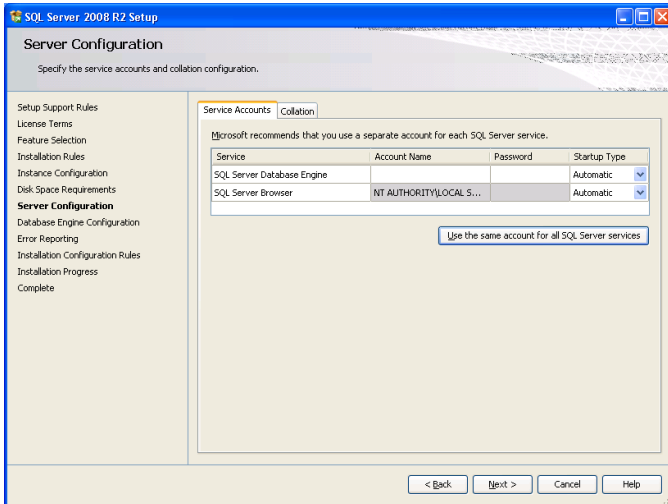 SQL Server 2008 R2 Setup
Server Configuration
Specify the service accounts and collation configuration.
Setup Support Rules
License Terms
Feature Selection
Installation Rules
Instance Configuration
Disk Space Requirements
Server Configuration
Database Engine Configuration
Error Reporting
Installation Configuration Rules
Installation Progress
Complete
Service Accounts Collation
Microsoft recommends that you use a separate account for each SQL Server service.
Service Account Name Password Startup Type
SQL Server Database Engine Automatic
SQL Server Browser NT AUTHORITY\LOCAL S... Automatic
Use the same account for all SQL Server services
< Back Next > Cancel Help